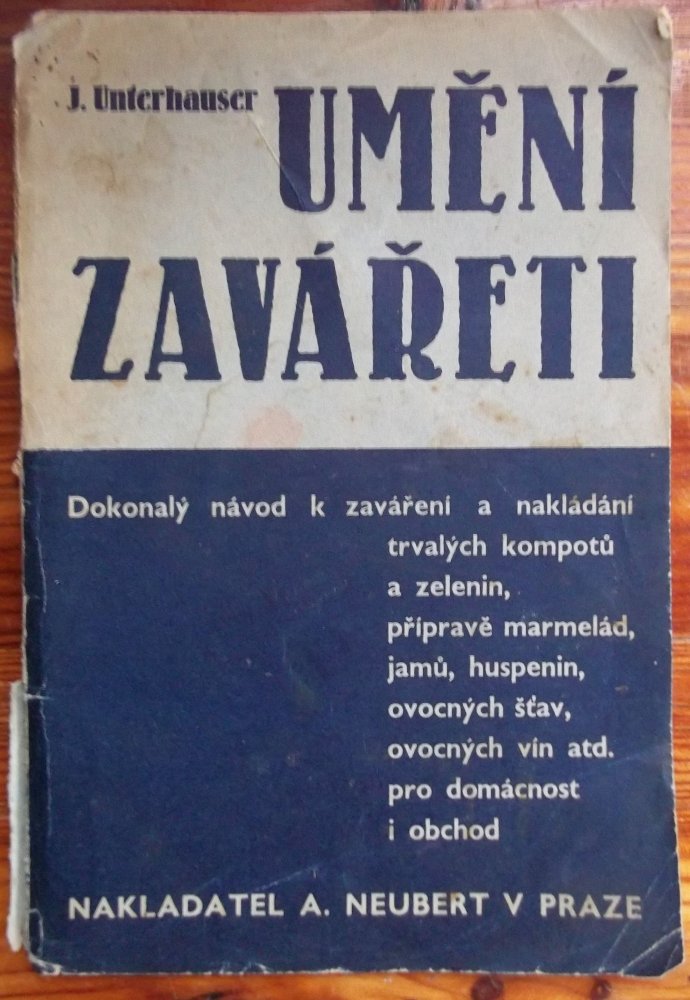 J. Unterhauser
UMĚNÍ
ZAVÁŘETI
Dokonalý návod k zaváření a nakládání
trvalých kompotů
a zelenin,
přípravě marmelád,
jamů, huspenin,
ovocných šťav,
ovocných vín atd.
pro domácnost
i obchod
NAKLADATEL A. NEUBERT V PRAZE